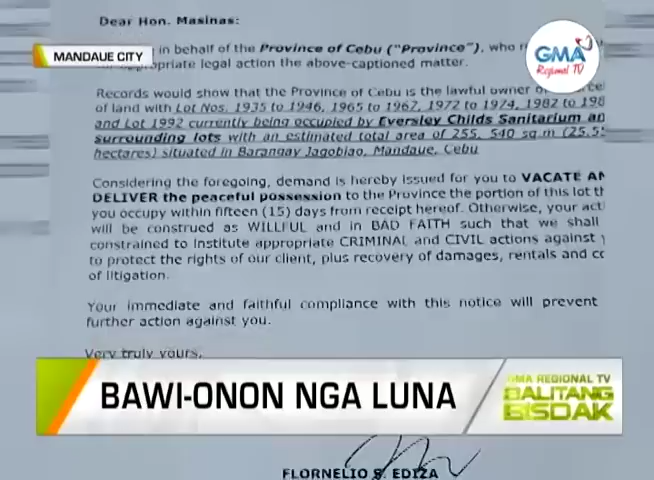 Dear Hon. Masinas:
MANDAUE CITY
in behalf of the Province of Cebu ("Province"), who
appropriate legal action the above-captioned matter.
GMA
Regional TV
Records would show that the Province of Cebu is the lawful owner of
of land with Lot Nos. 1935 to 1946, 1965 to 1967, 1972 to 1974, 1982 to 198
and Lot 1992 currently being occupied by Eversley Childs Sanitarium an
surrounding lots with an estimated total area of 255, 540 sq.m (25.5
hectares) situated in Barangay Jagobiao, Mandaue, Cebu
Considering the foregoing, demand is hereby issued for you to VACATE AN
DELIVER the peaceful possession to the Province the portion of this lot th
you occupy within fifteen (15) days from receipt hereof. Otherwise, your act
will be construed as WILLFUL and in BAD FAITH such that we shall
constrained to institute appropriate CRIMINAL and CIVIL actions against
to protect the rights of our client, plus recovery of damages, rentals and co
of litigation.
Your immediate and faithful compliance with this notice will prevent
further action against you.
Very truly yours,
BAWI-ONON NGA LUNA
GMA REGIONAL TV
BALITANG
BISDAK
FLORNELIO S. EDIZA